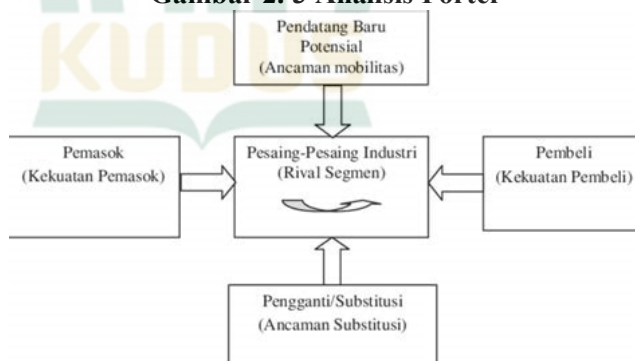 Gambar 2. 3 Analisis Porter
KUDUS
Pendatang Baru
Potensial
(Ancaman mobilitas)
Pemasok
(Kekuatan Pemasok)
Pesaing-Pesaing Industri
(Rival Segmen)
Pembeli
(Kekuatan Pembeli)
Pengganti/Substitusi
(Ancaman Substitusi)